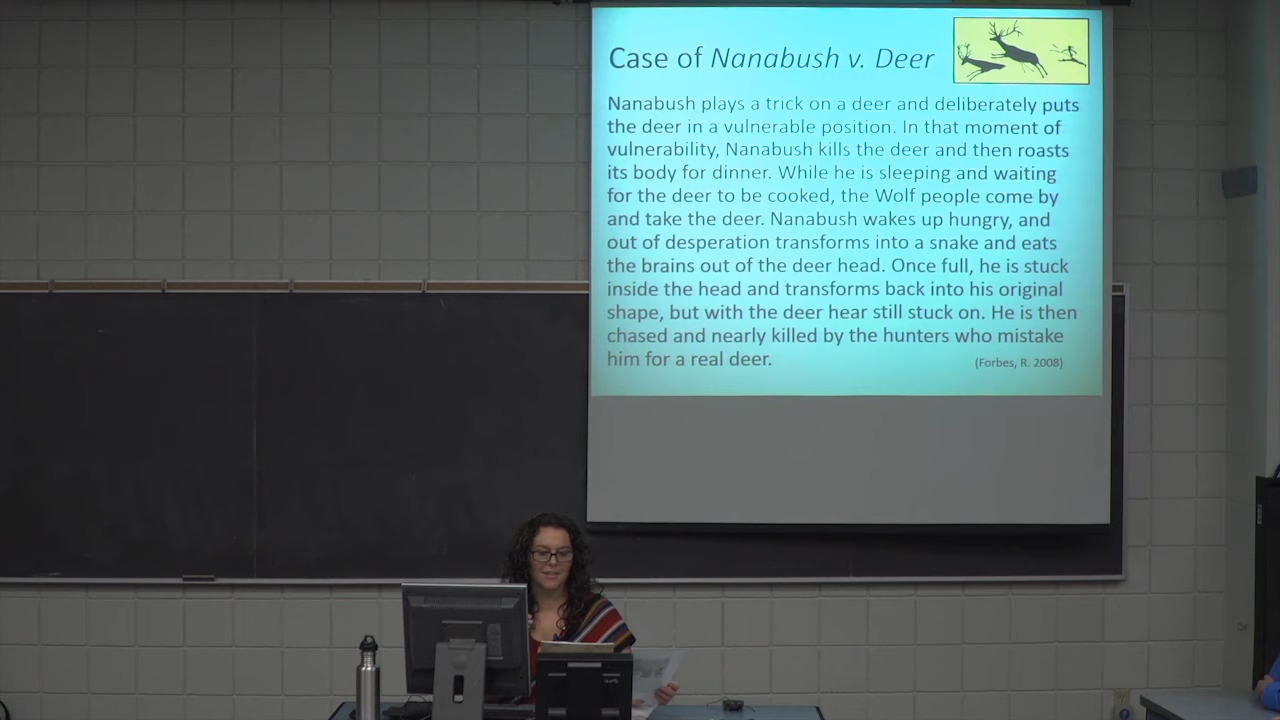 Case of Nanabush v. Deer
Nanabush plays a trick on a deer and deliberately puts
the deer in a vulnerable position. In that moment of
vulnerability, Nanabush kills the deer and then roasts
its body for dinner. While he is sleeping and waiting
for the deer to be cooked, the Wolf people come by
and take the deer. Nanabush wakes up hungry, and
out of desperation transforms into a snake and eats
the brains out of the deer head. Once full, he is stuck
inside the head and transforms back into his original
shape, but with the deer hear still stuck on. He is then
chased and nearly killed by the hunters who mistake
him for a real deer.
(Forbes, R. 2008)